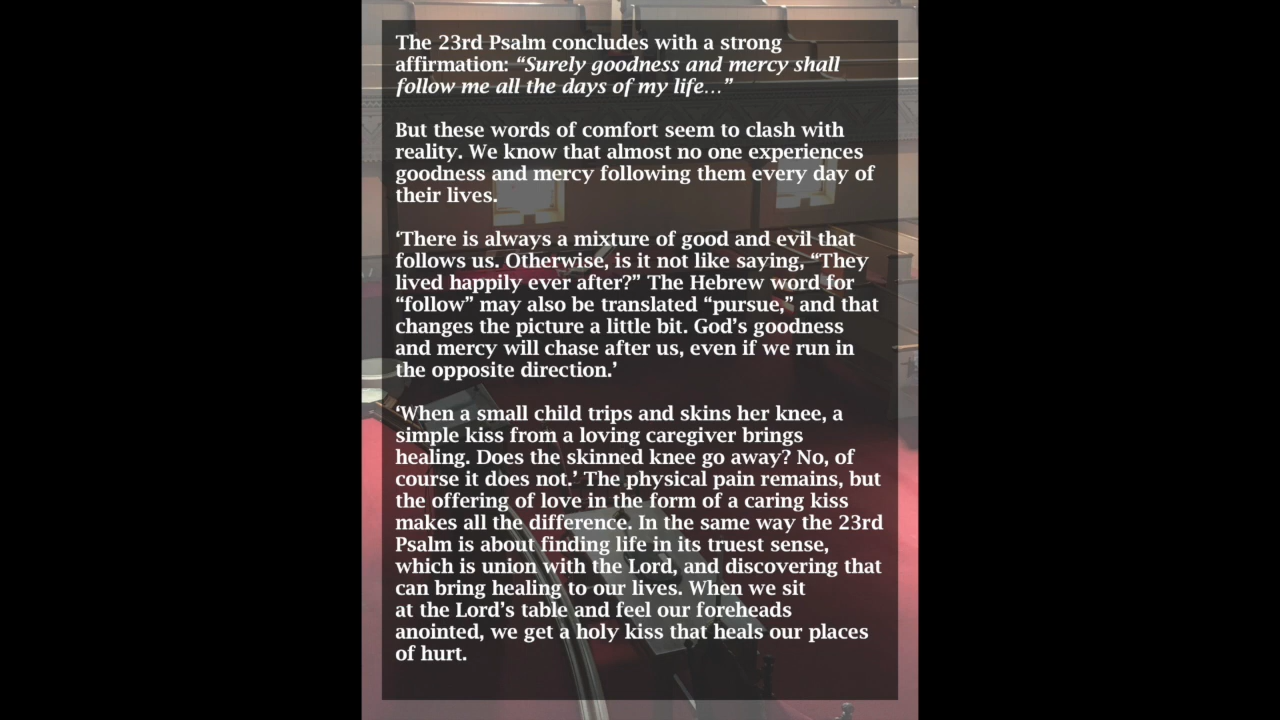 The 23rd Psalm concludes with a strong
affirmation: “Surely goodness and mercy shall
follow me all the days of my life…”
But these words of comfort seem to clash with
reality. We know that almost no one experiences
goodness and mercy following them every day of
their lives.
‘There is always a mixture of good and evil that
follows us. Otherwise, is it not like saying, “They
lived happily ever after?” The Hebrew word for
“follow” may also be translated “pursue,” and that
changes the picture a little bit. God’s goodness
and mercy will chase after us, even if we run in
the opposite direction.’
‘When a small child trips and skins her knee, a
simple kiss from a loving caregiver brings
healing. Does the skinned knee go away? No, of
course it does not.’ The physical pain remains, but
the offering of love in the form of a caring kiss
makes all the difference. In the same way the 23rd
Psalm is about finding life in its truest sense,
which is union with the Lord, and discovering that
can bring healing to our lives. When we sit
at the Lord’s table and feel our foreheads
anointed, we get a holy kiss that heals our places
of hurt.